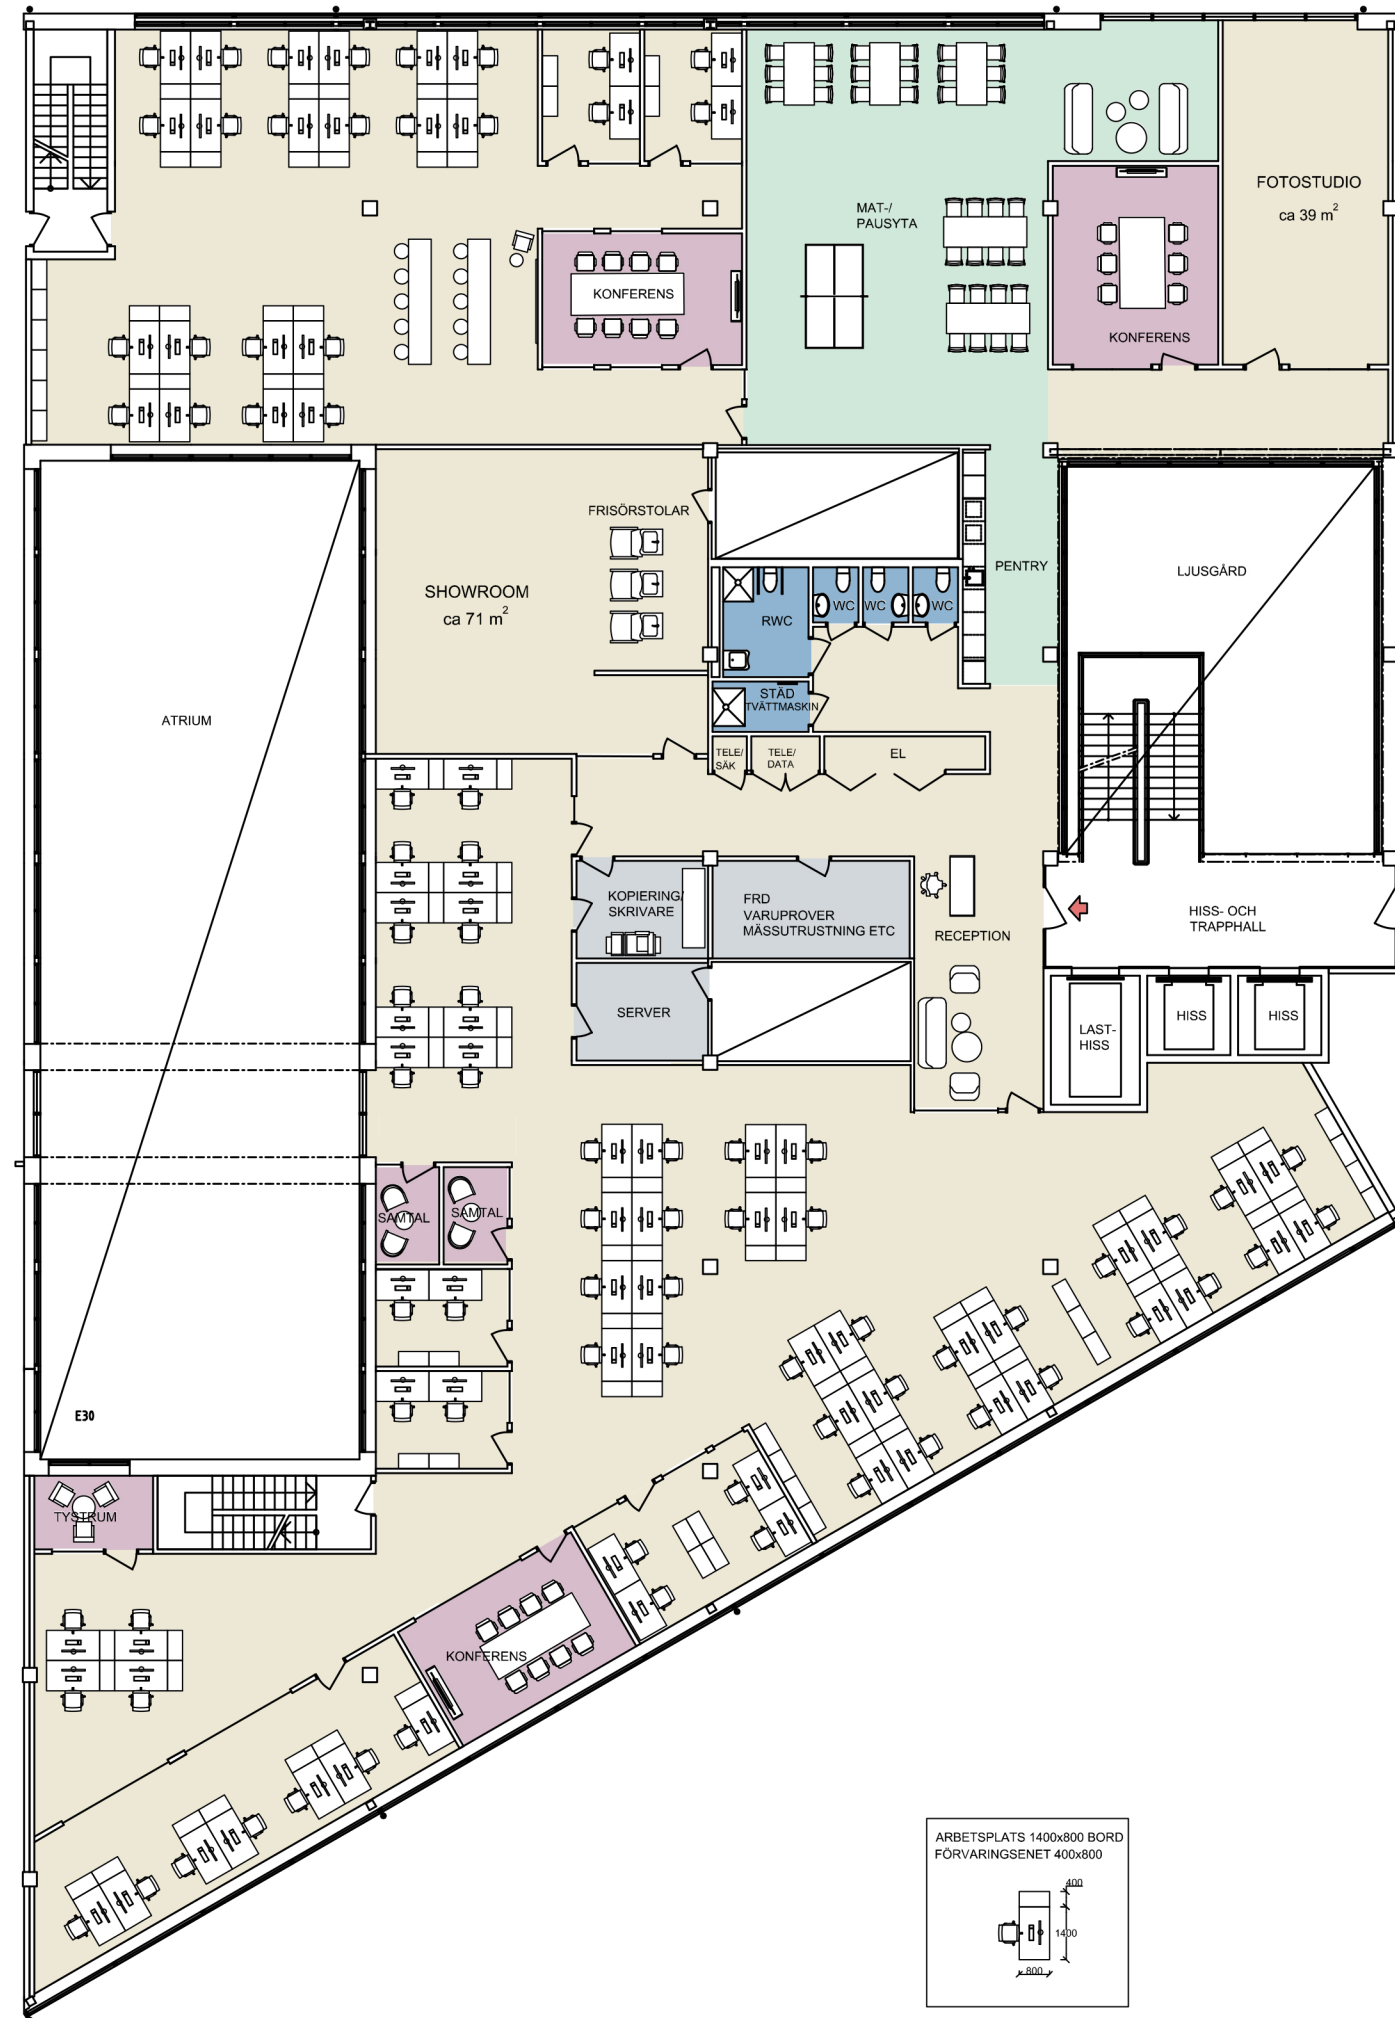 FOTOSTUDIO
ca 39 m²
MAT-/
PAUSYTA
KONFERENS
KONFERENS
FRISÖRSTOLAR
SHOWROOM
ca 71 m²
PENTRY
LJUSGÅRD
WC
WC
WC
RWC
STÄD
TVÄTTMASKIN
ATRIUM
TELE/
SÄK
TELE/
DATA
EL
KOPIERING/
SKRIVARE
FRD
VARUPROVER
MÄSSUTRUSTNING ETC
RECEPTION
HISS- OCH
TRAPPHALL
SERVER
LAST-
HISS
HISS
HISS
SAMTAL
SAMTAL
E30
TYSTRUM
KONFERENS
ARBETSPLATS 1400x800 BORD
FÖRVARINGSENET 400x800
400
1400
800